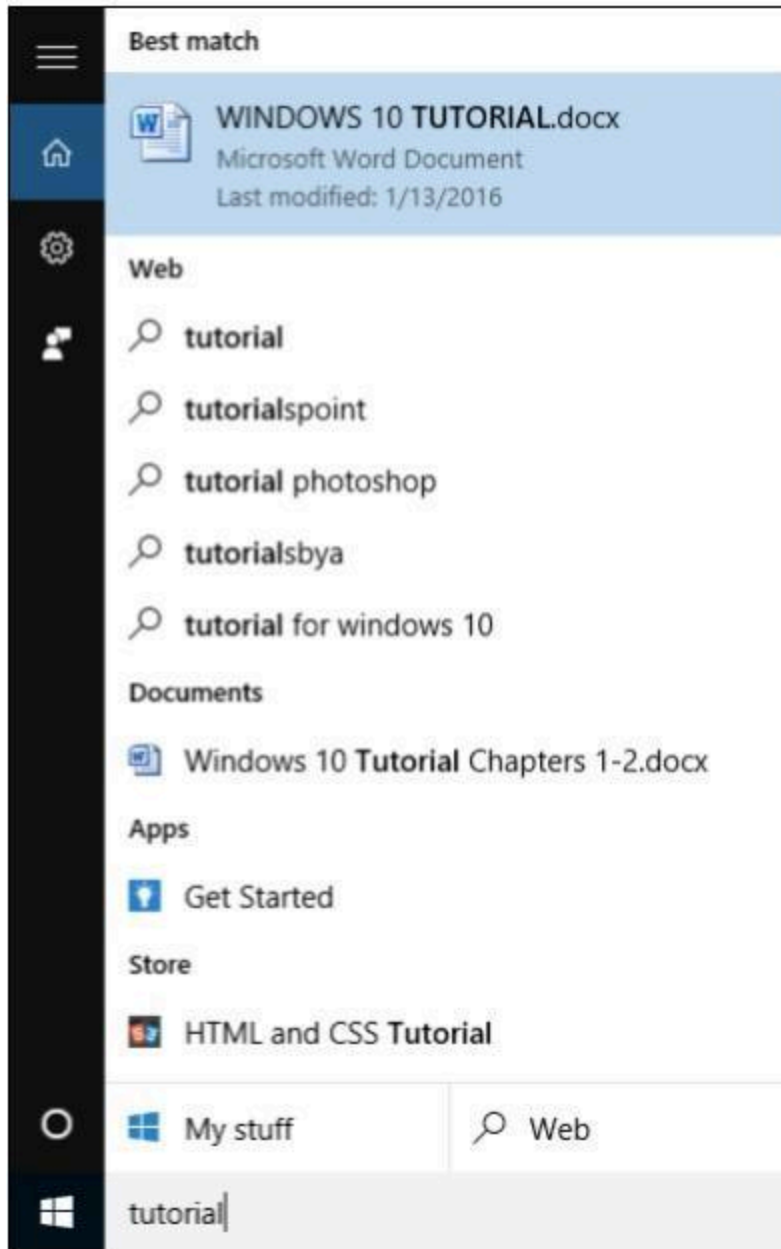 Best match
WINDOWS 10 TUTORIAL.docx
Microsoft Word Document
Last modified: 1/13/2016
Web
tutorial
tutorialspoint
tutorial photoshop
tutorialsbya
tutorial for windows 10
Documents
Windows 10 Tutorial Chapters 1-2.docx
Apps
Get Started
Store
HTML and CSS Tutorial
My stuff
Web
tutorial